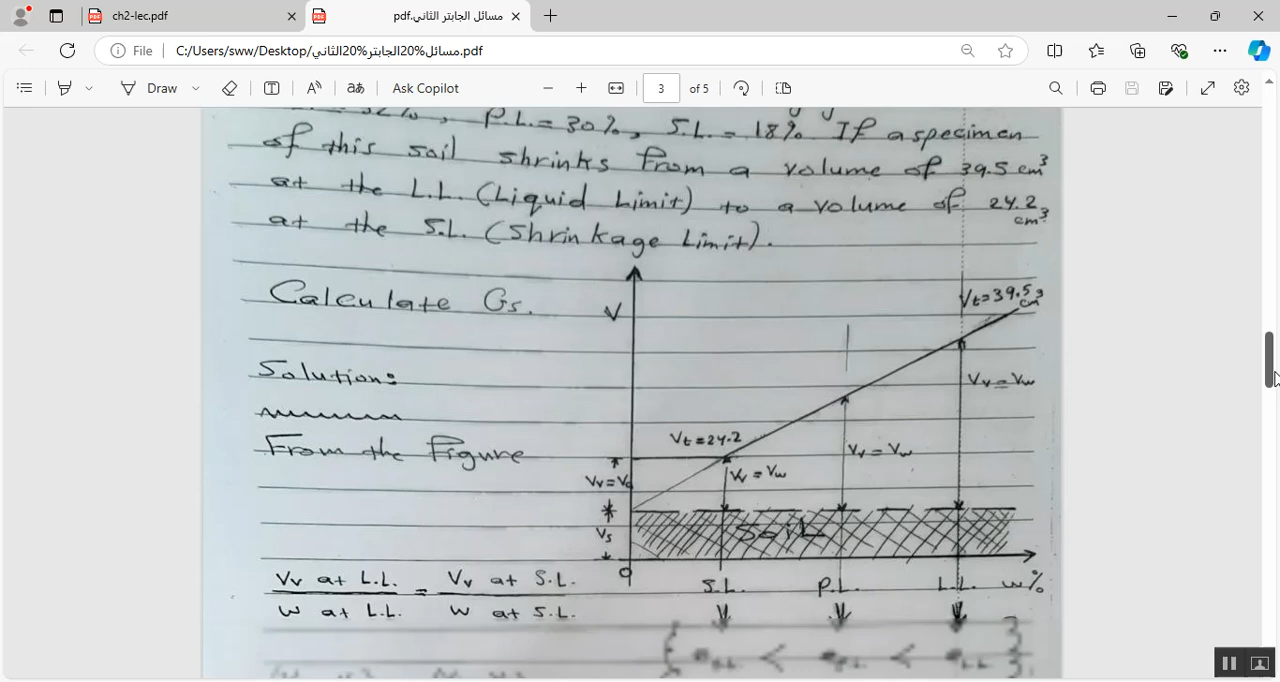 ch2-lec.pdf
مسائل الجابتر الثاني.pdf
File
C:/Users/sww/Desktop/مسائل%20الجابتر%20الثاني.pdf
Draw
Ask Copilot
3
of 5
P.L.=30%, S.L.=18% If a specimen
of this soil shrinks from a volume of 39.5 cm³
at the L.L. (Liquid Limit) to a volume of 24.2 cm³
at the S.L. (Shrinkage Limit).
Calculate Gs.
V
Vt=39.5 cm³
Solution:
Vv=Vw
From the Figure
Vt=24.2
Vv=Vw
Vv=Vw
Vs
Soil
0
S.L.
P.L.
L.L.
w%
Vv at L.L. = Vv at S.L.
w at L.L. w at S.L.